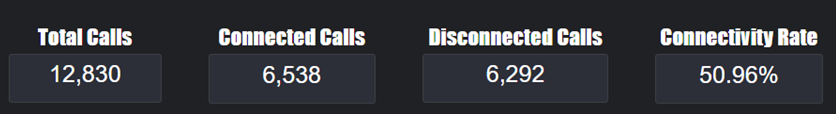 Total Calls Connected Calls Disconnected Calls Connectivity Rate
12,830 6,538 6,292 50.96%